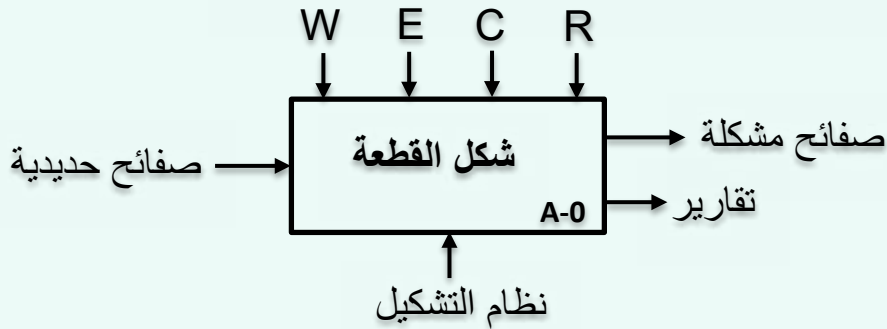 W E C R
صفائح حديدية
شكل القطعة
A-0
صفائح مشكلة
تقارير
نظام التشكيل